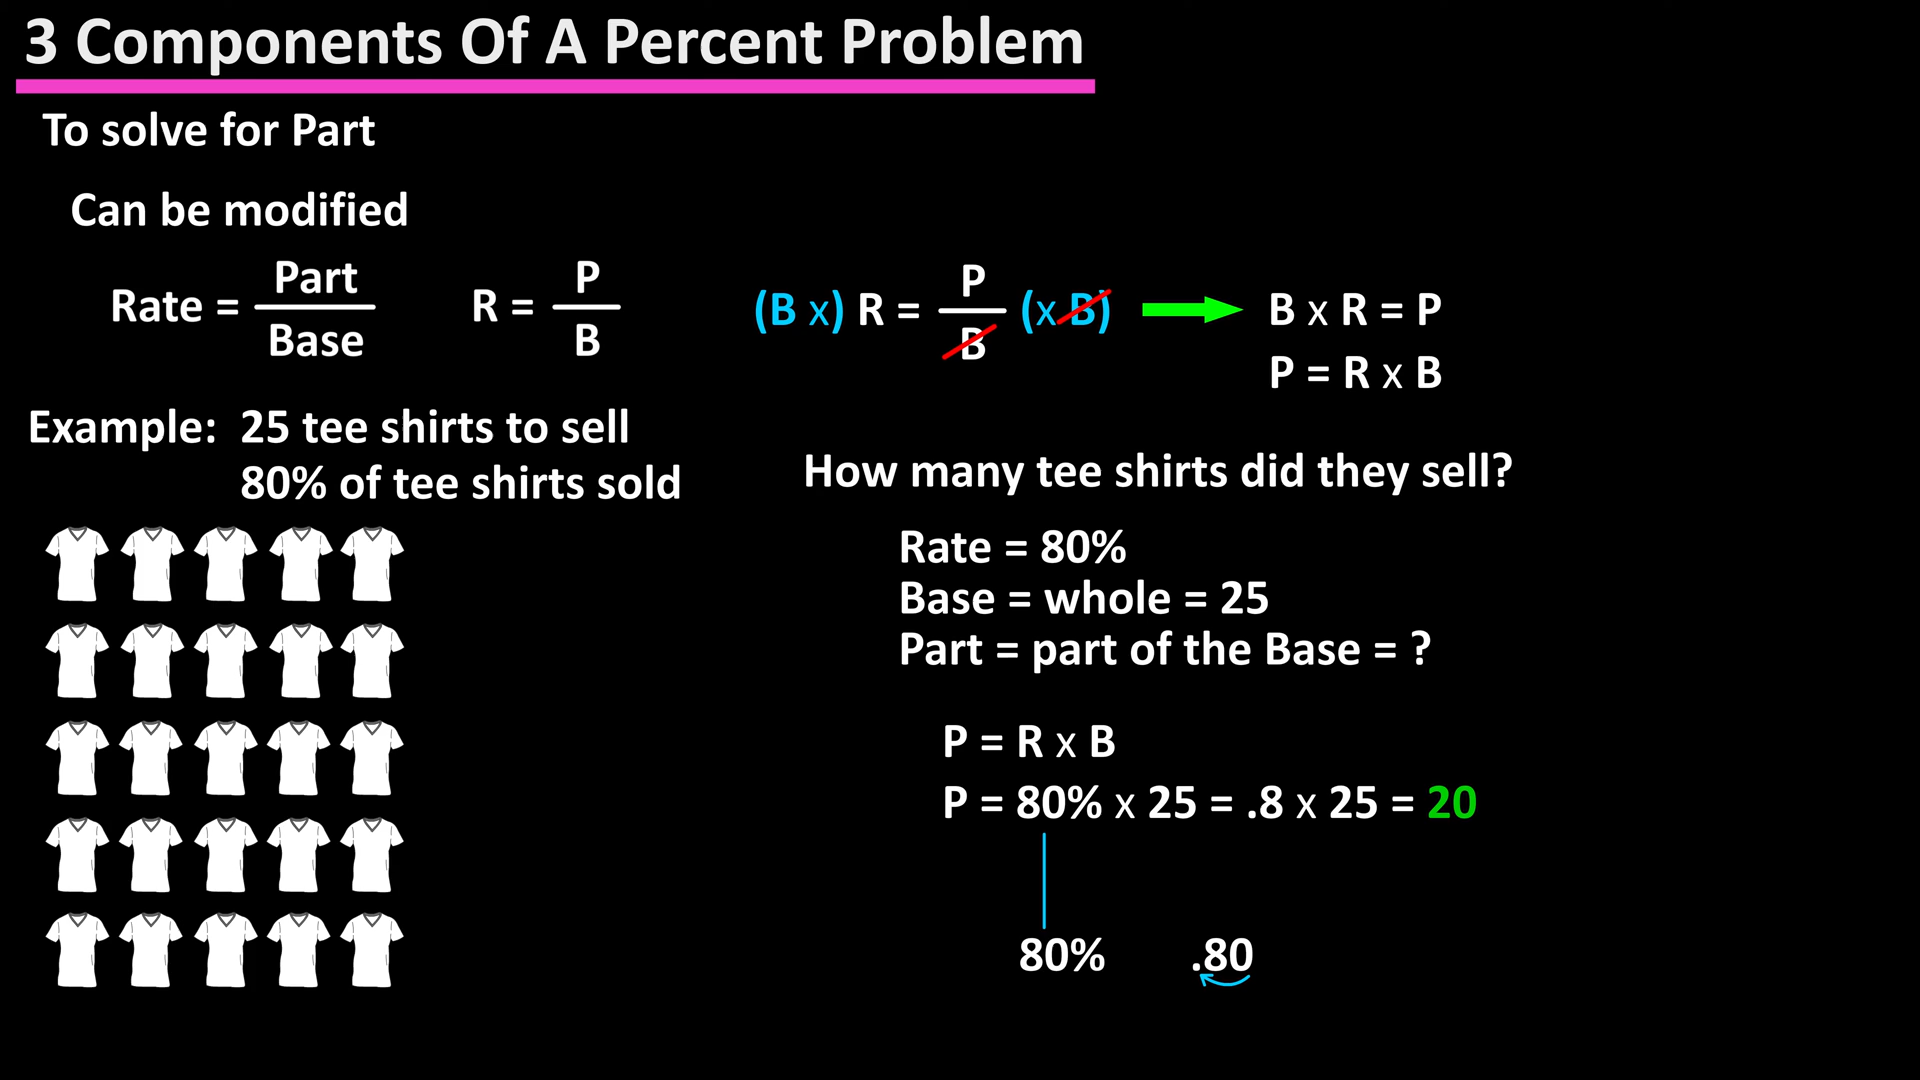 3 Components Of A Percent Problem
To solve for Part
Can be modified
Rate = Part / Base
R = P / B
(B x) R = P / B (x B)
B x R = P
P = R x B
Example: 25 tee shirts to sell
80% of tee shirts sold
How many tee shirts did they sell?
Rate = 80%
Base = whole = 25
Part = part of the Base = ?
P = R x B
P = 80% x 25 = .8 x 25 = 20
80% .80